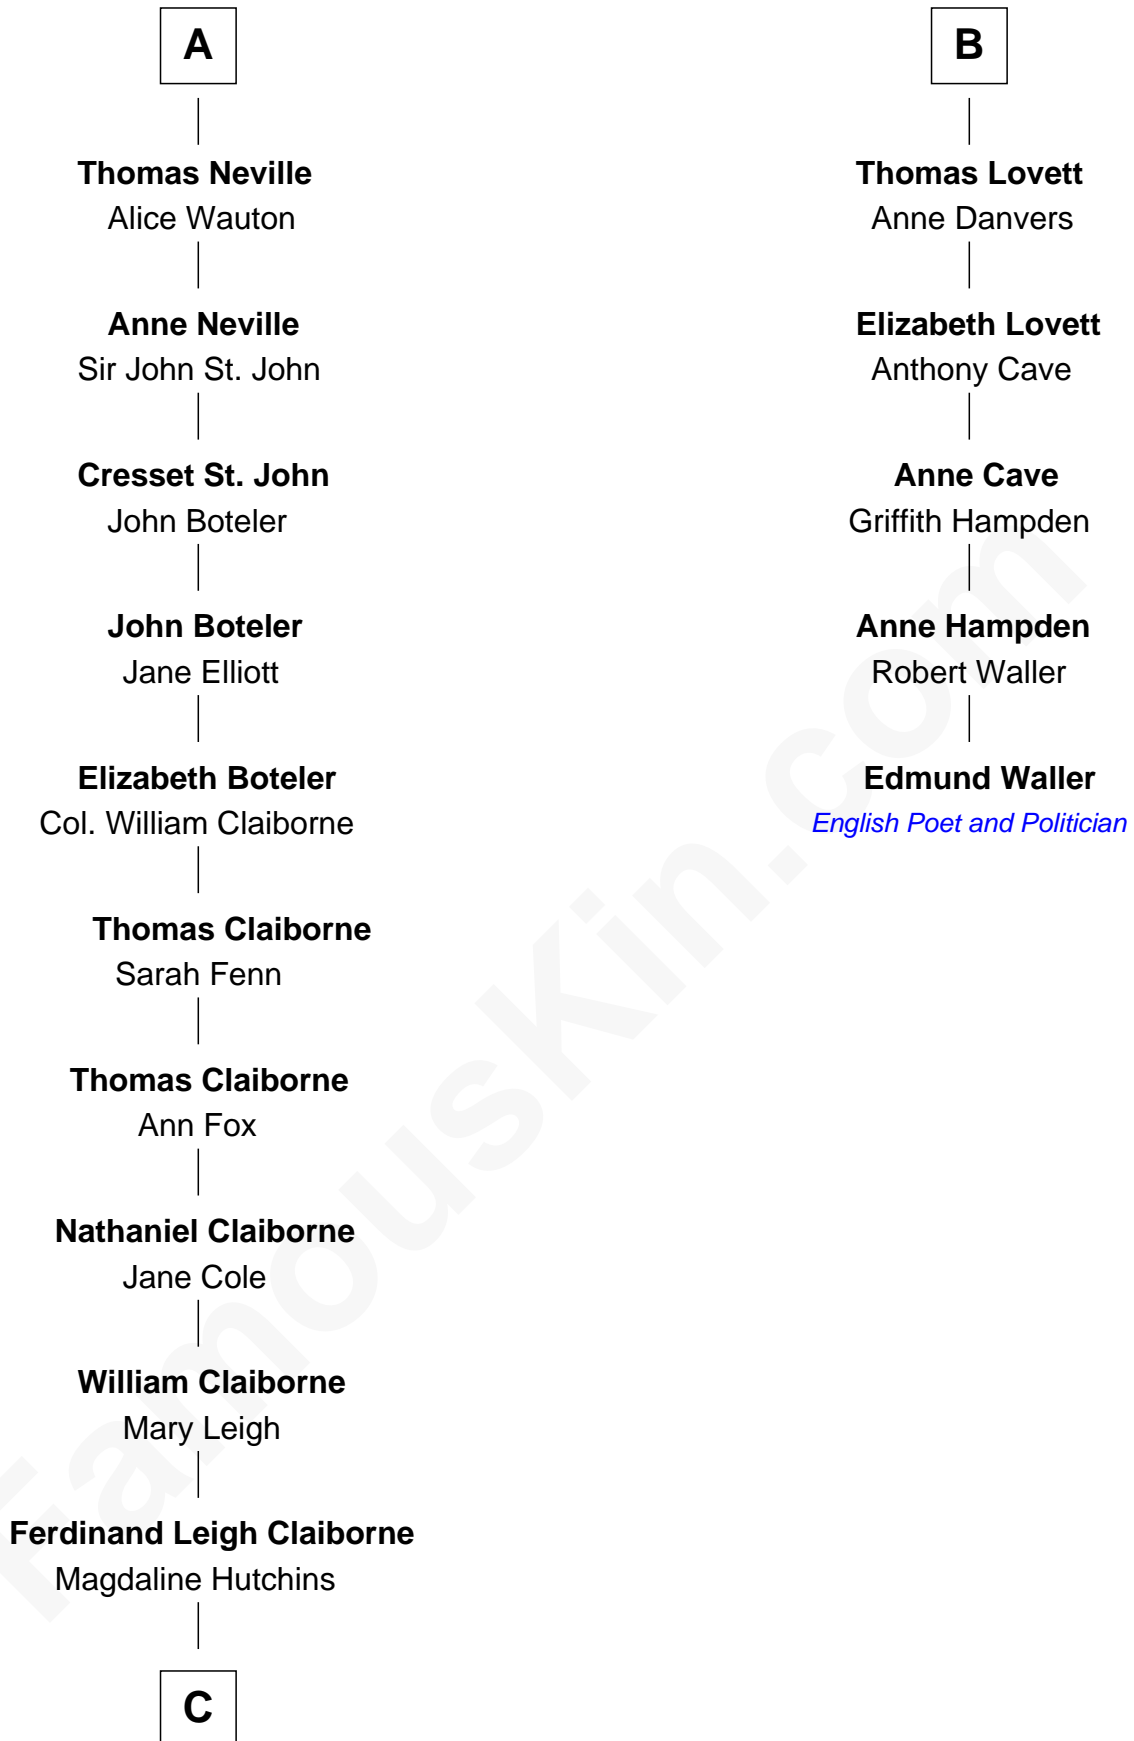 A
Thomas Neville
Alice Wauton
Anne Neville
Sir John St. John
Cresset St. John
John Boteler
John Boteler
Jane Elliott
Elizabeth Boteler
Col. William Claiborne
Thomas Claiborne
Sarah Fenn
Thomas Claiborne
Ann Fox
Nathaniel Claiborne
Jane Cole
William Claiborne
Mary Leigh
Ferdinand Leigh Claiborne
Magdaline Hutchins
C
B
Thomas Lovett
Anne Danvers
Elizabeth Lovett
Anthony Cave
Anne Cave
Griffith Hampden
Anne Hampden
Robert Waller
Edmund Waller
English Poet and Politician
FamousKin.com